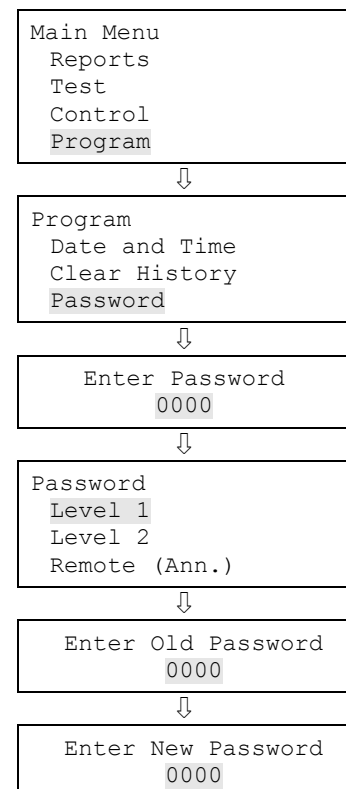 Main Menu
Reports
Test
Control
Program
⇩
Program
Date and Time
Clear History
Password
⇩
Enter Password
0000
⇩
Password
Level 1
Level 2
Remote (Ann.)
⇩
Enter Old Password
0000
⇩
Enter New Password
0000